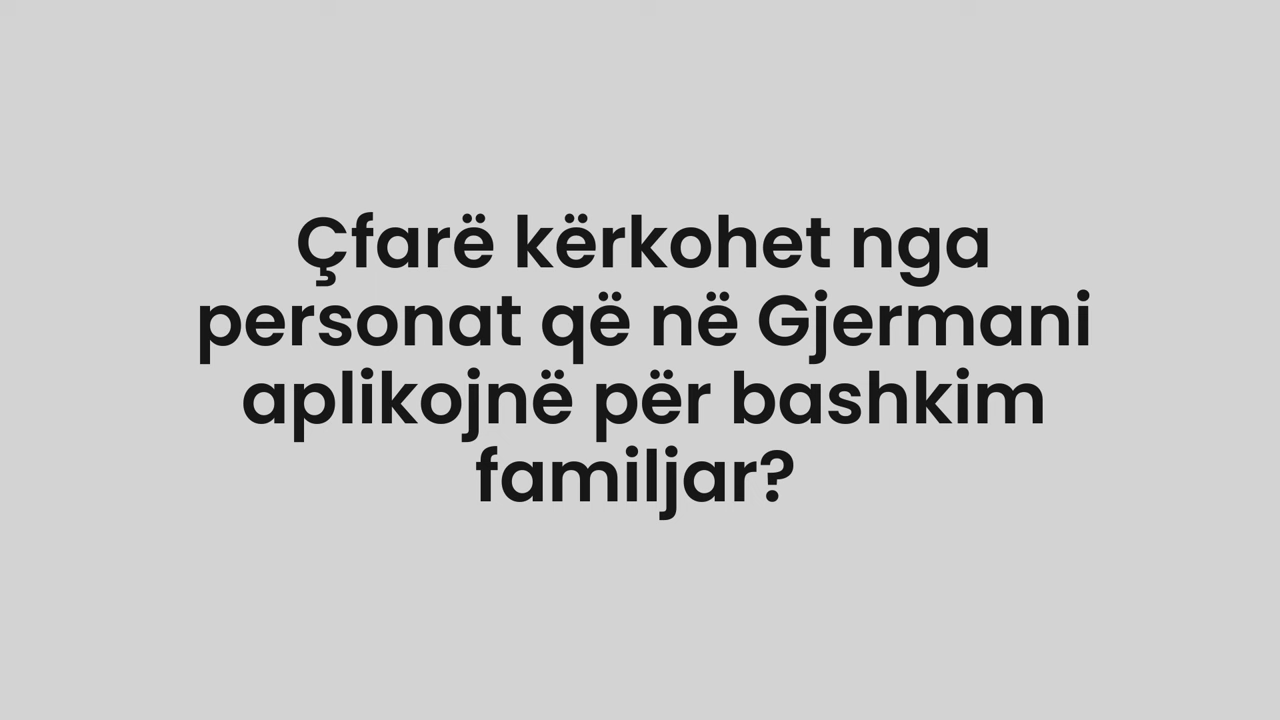 Çfarë kërkohet nga
personat që në Gjermani
aplikojnë për bashkim
familjar?